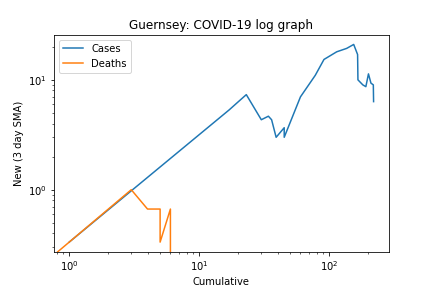 Guernsey: COVID-19 log graph
Cases
Deaths
New (3 day SMA)
10¹
10⁰
10⁰
10¹
10²
Cumulative